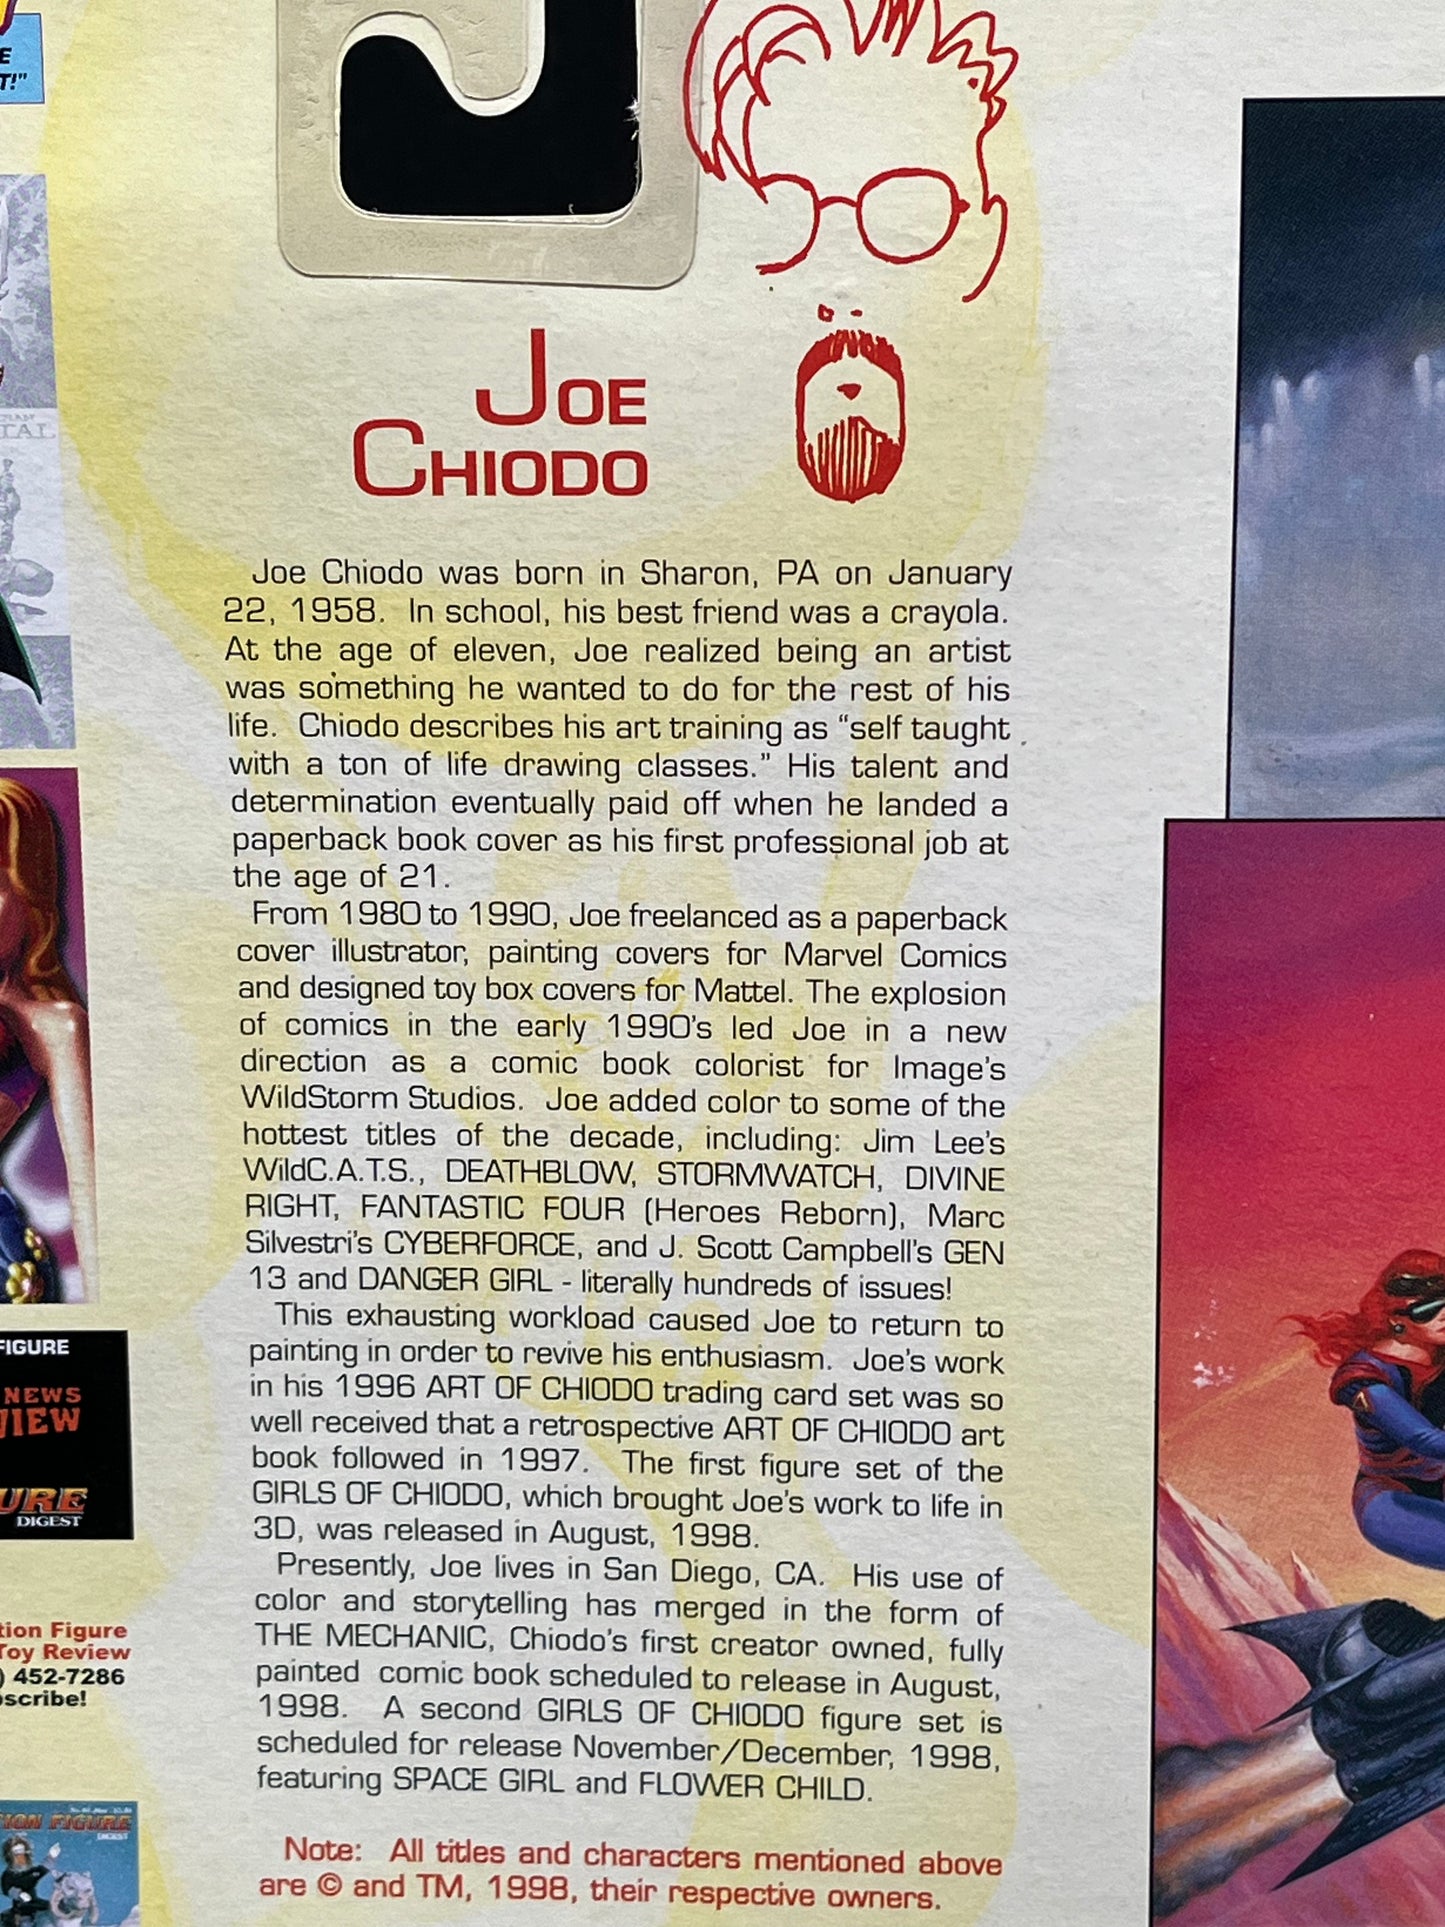 E
T!"
TAL
JOE
CHIODO
Joe Chiodo was born in Sharon, PA on January
22, 1958. In school, his best friend was a crayola.
At the age of eleven, Joe realized being an artist
was something he wanted to do for the rest of his
life. Chiodo describes his art training as “self taught
with a ton of life drawing classes.” His talent and
determination eventually paid off when he landed a
paperback book cover as his first professional job at
the age of 21.
From 1980 to 1990, Joe freelanced as a paperback
cover illustrator, painting covers for Marvel Comics
and designed toy box covers for Mattel. The explosion
of comics in the early 1990's led Joe in a new
direction as a comic book colorist for Image's
WildStorm Studios. Joe added color to some of the
hottest titles of the decade, including: Jim Lee's
WildC.A.T.S., DEATHBLOW, STORMWATCH, DIVINE
RIGHT, FANTASTIC FOUR (Heroes Reborn), Marc
Silvestri's CYBERFORCE, and J. Scott Campbell's GEN
13 and DANGER GIRL - literally hundreds of issues!
This exhausting workload caused Joe to return to
painting in order to revive his enthusiasm. Joe's work
in his 1996 ART OF CHIODO trading card set was so
well received that a retrospective ART OF CHIODO art
book followed in 1997. The first figure set of the
GIRLS OF CHIODO, which brought Joe's work to life in
3D, was released in August, 1998.
Presently, Joe lives in San Diego, CA. His use of
color and storytelling has merged in the form of
THE MECHANIC, Chiodo's first creator owned, fully
painted comic book scheduled to release in August,
1998. A second GIRLS OF CHIODO figure set is
scheduled for release November/December, 1998,
featuring SPACE GIRL and FLOWER CHILD.
Note: All titles and characters mentioned above
are © and TM, 1998, their respective owners.
FIGURE
NEWS
VIEW
URE
DIGEST
tion Figure
Toy Review
) 452-7286
bscribe!
TION FIGURE
DIGEST